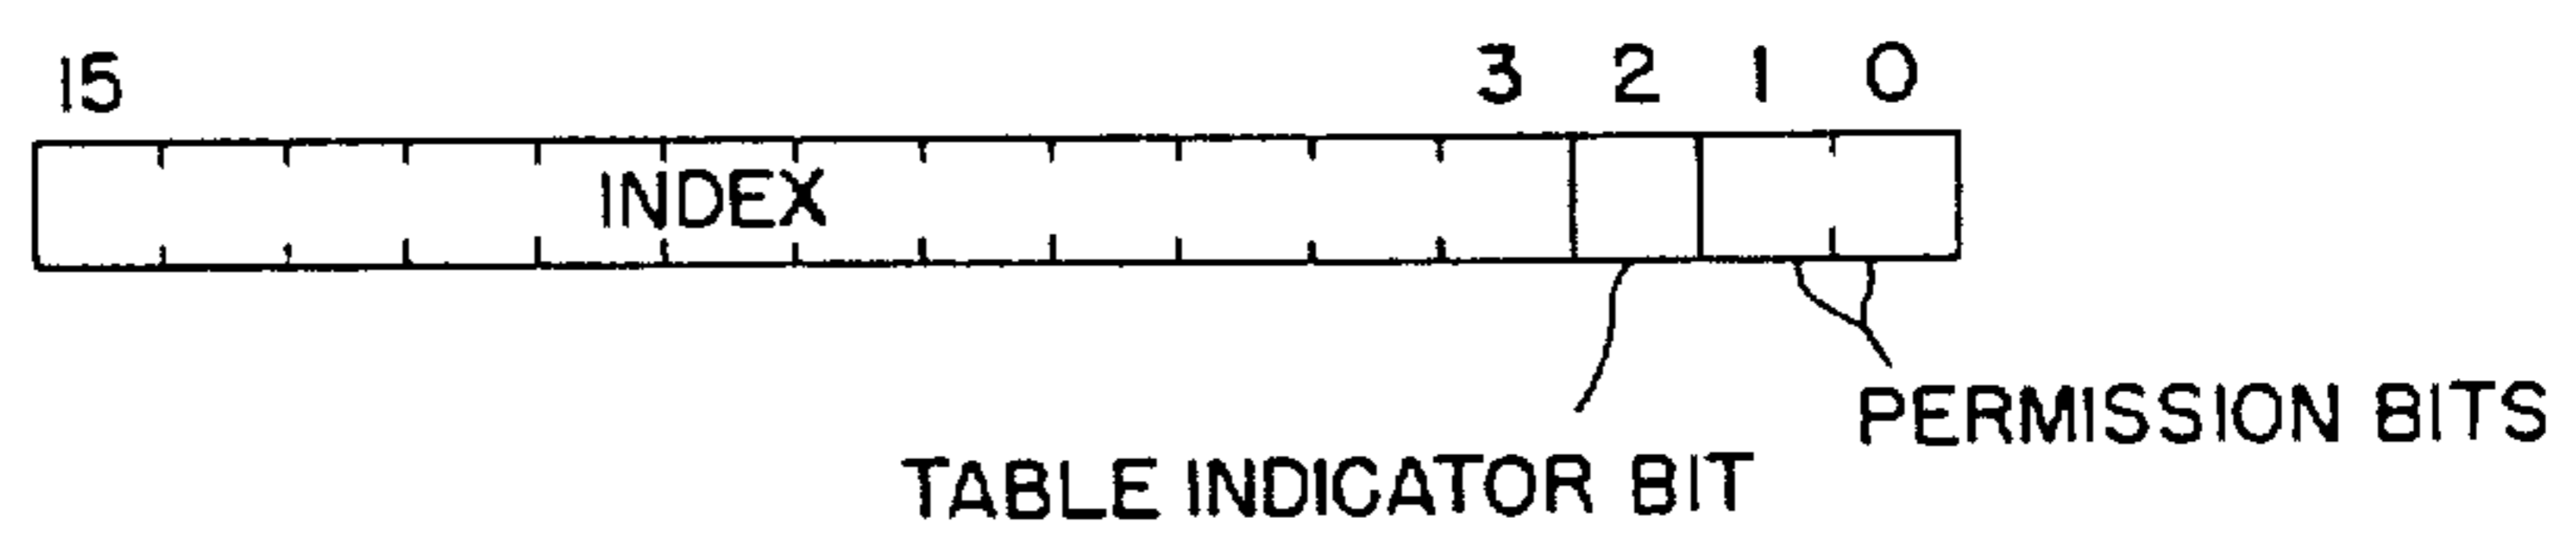 15 3 2 1 0
INDEX
PERMISSION BITS
TABLE INDICATOR BIT